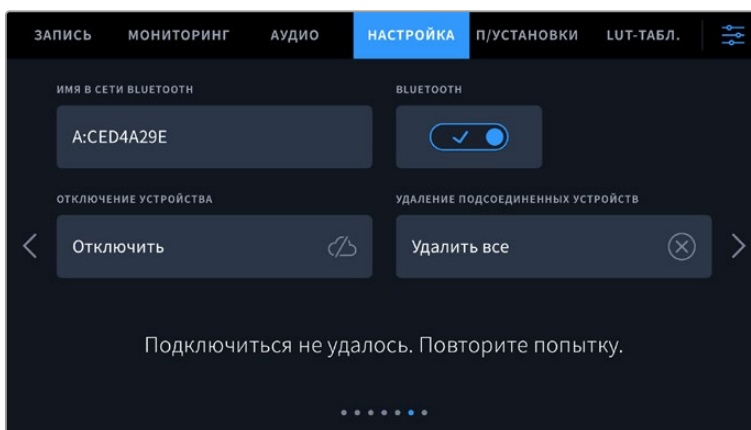 ЗАПИСЬ МОНИТОРИНГ АУДИО НАСТРОЙКА П/УСТАНОВКИ LUT-ТАБЛ.
ИМЯ В СЕТИ BLUETOOTH BLUETOOTH
A:CED4A29E
ОТКЛЮЧЕНИЕ УСТРОЙСТВА УДАЛЕНИЕ ПОДСОЕДИНЕННЫХ УСТРОЙСТВ
Отключить Удалить все
Подключиться не удалось. Повторите попытку.